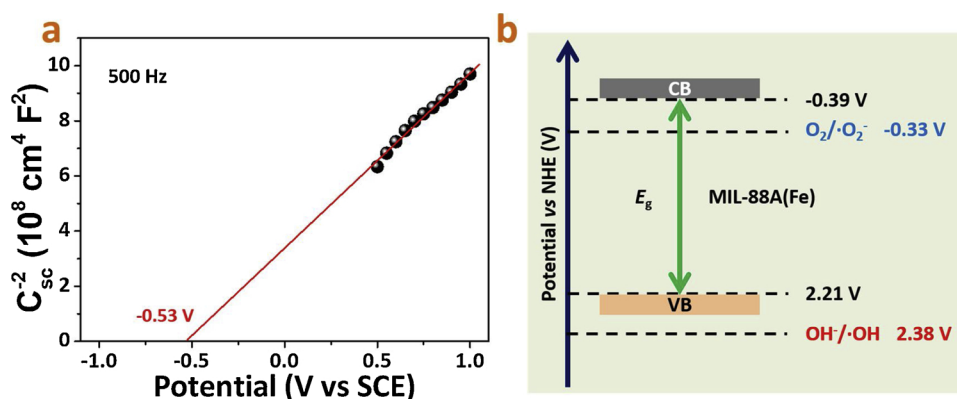 a
500 Hz
C_sc^-2 (10^8 cm^4 F^-2)
10
8
6
4
2
0
-0.53 V
-1.0 -0.5 0.0 0.5 1.0
Potential (V vs SCE)
b
Potential vs NHE (V)
CB
-0.39 V
O₂/·O₂⁻ -0.33 V
E_g MIL-88A(Fe)
2.21 V
VB
OH⁻/·OH 2.38 V